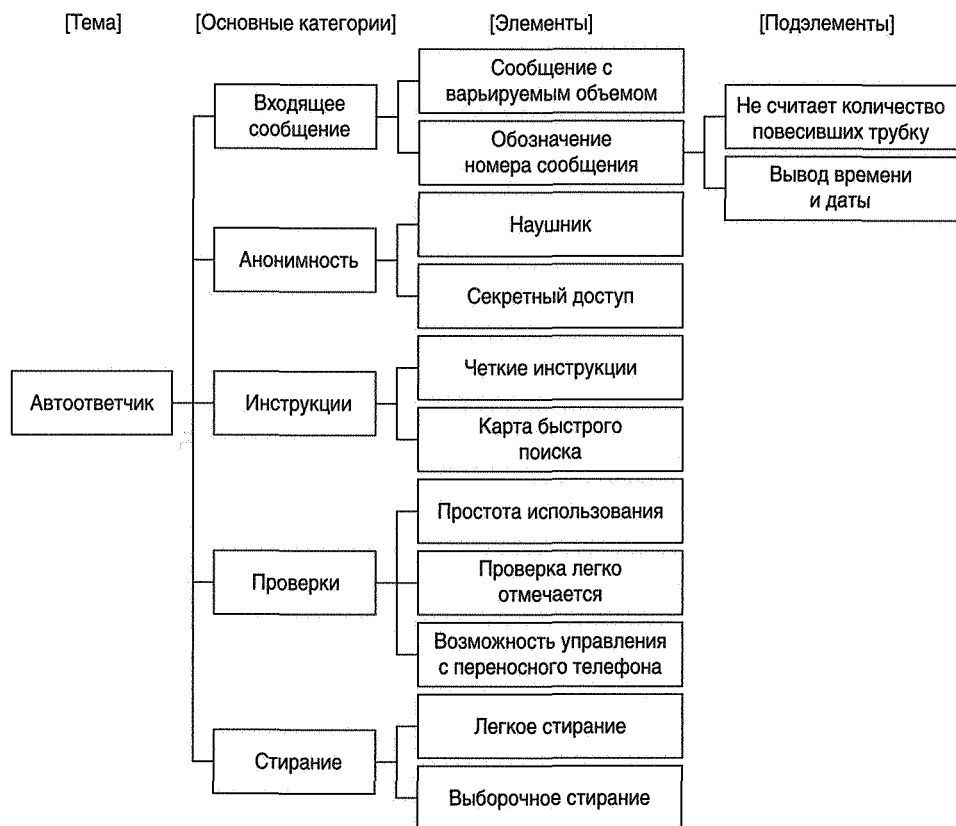 [Тема] [Основные категории] [Элементы] [Подэлементы]
Сообщение с
варьируемым объемом
Входящее
сообщение
Не считает количество
повесивших трубку
Обозначение
номера сообщения
Вывод времени
и даты
Наушник
Анонимность
Секретный доступ
Четкие инструкции
Автоответчик
Инструкции
Карта быстрого
поиска
Простота использования
Проверки
Проверка легко
отмечается
Возможность управления
с переносного телефона
Легкое стирание
Стирание
Выборочное стирание